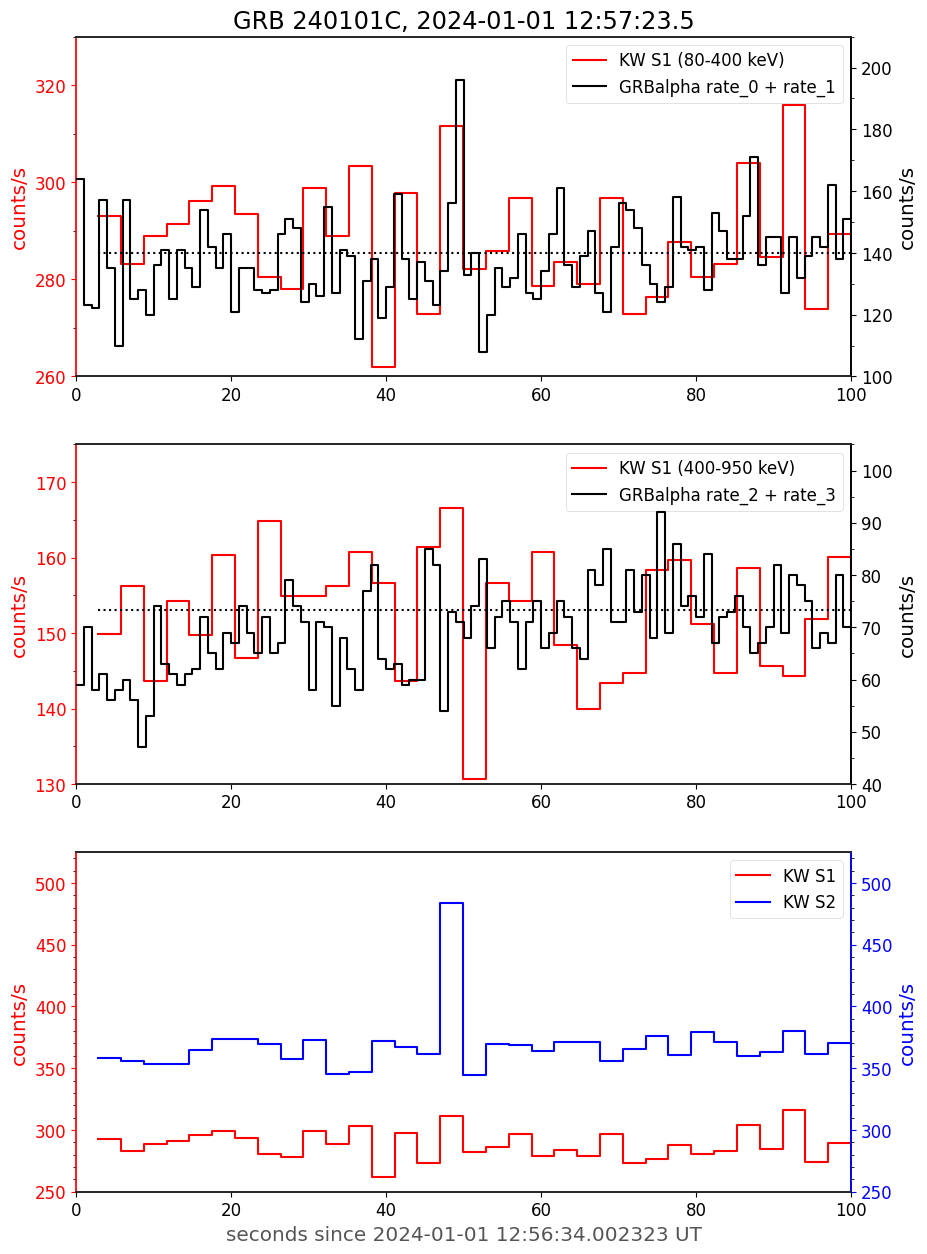 GRB 240101C, 2024-01-01 12:57:23.5
KW S1 (80-400 keV)
GRBalpha rate_0 + rate_1
counts/s
320
300
280
260
200
180
160
140
120
100
counts/s
0 20 40 60 80 100
KW S1 (400-950 keV)
GRBalpha rate_2 + rate_3
counts/s
170
160
150
140
130
100
90
80
70
60
50
40
counts/s
0 20 40 60 80 100
KW S1
KW S2
counts/s
500
450
400
350
300
250
500
450
400
350
300
250
counts/s
0 20 40 60 80 100
seconds since 2024-01-01 12:56:34.002323 UT